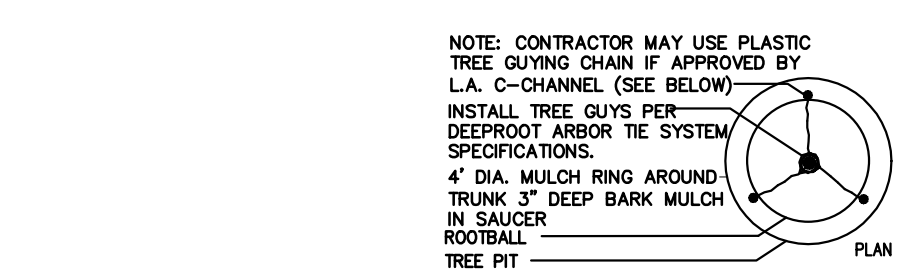 NOTE: CONTRACTOR MAY USE PLASTIC
TREE GUYING CHAIN IF APPROVED BY
L.A. C-CHANNEL (SEE BELOW)
INSTALL TREE GUYS PER
DEEPROOT ARBOR TIE SYSTEM
SPECIFICATIONS.
4' DIA. MULCH RING AROUND
TRUNK 3" DEEP BARK MULCH
IN SAUCER
ROOTBALL
TREE PIT
PLAN